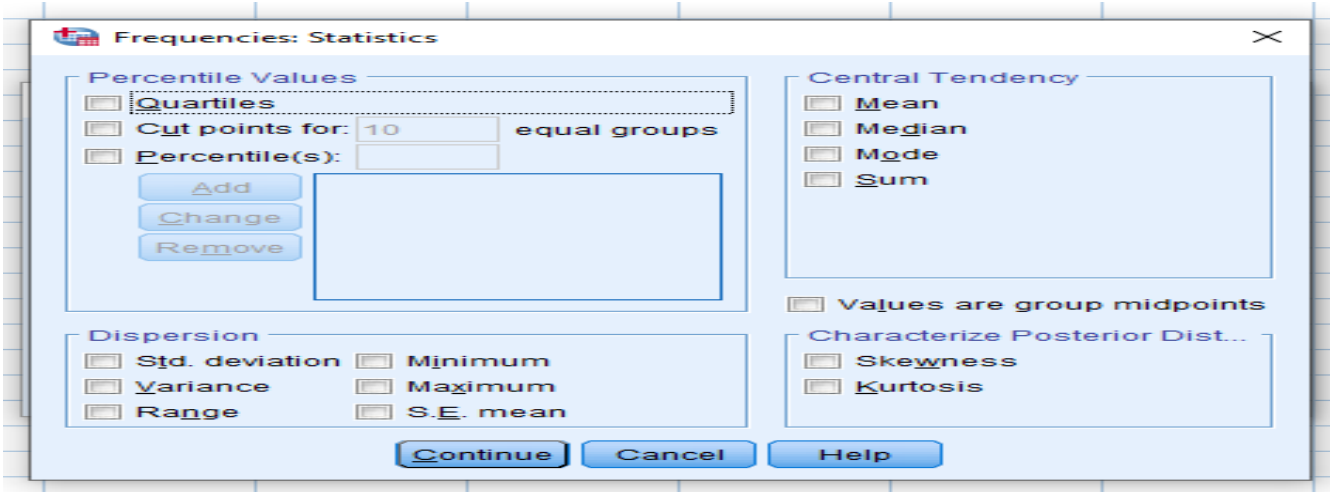 Frequencies: Statistics
Percentile Values
Quartiles
Cut points for: 10 equal groups
Percentile(s):
Add
Change
Remove
Central Tendency
Mean
Median
Mode
Sum
Values are group midpoints
Dispersion
Std. deviation Minimum
Variance Maximum
Range S.E. mean
Characterize Posterior Dist...
Skewness
Kurtosis
Continue Cancel Help